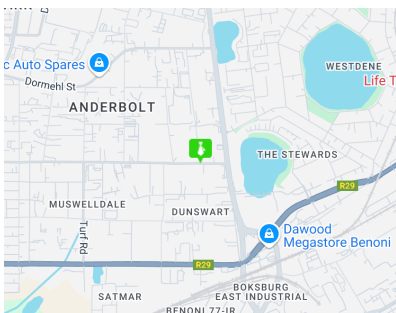 WESTDENE
c Auto Spares
Life T
Dormehl St
ANDERBOLT
THE STEWARDS
R29
MUSWELLDALE
DUNSWART
Turf Rd
Dawood
Megastore Benoni
R29
BOKSBURG
EAST INDUSTRIAL
SATMAR
BENONI 77-IR